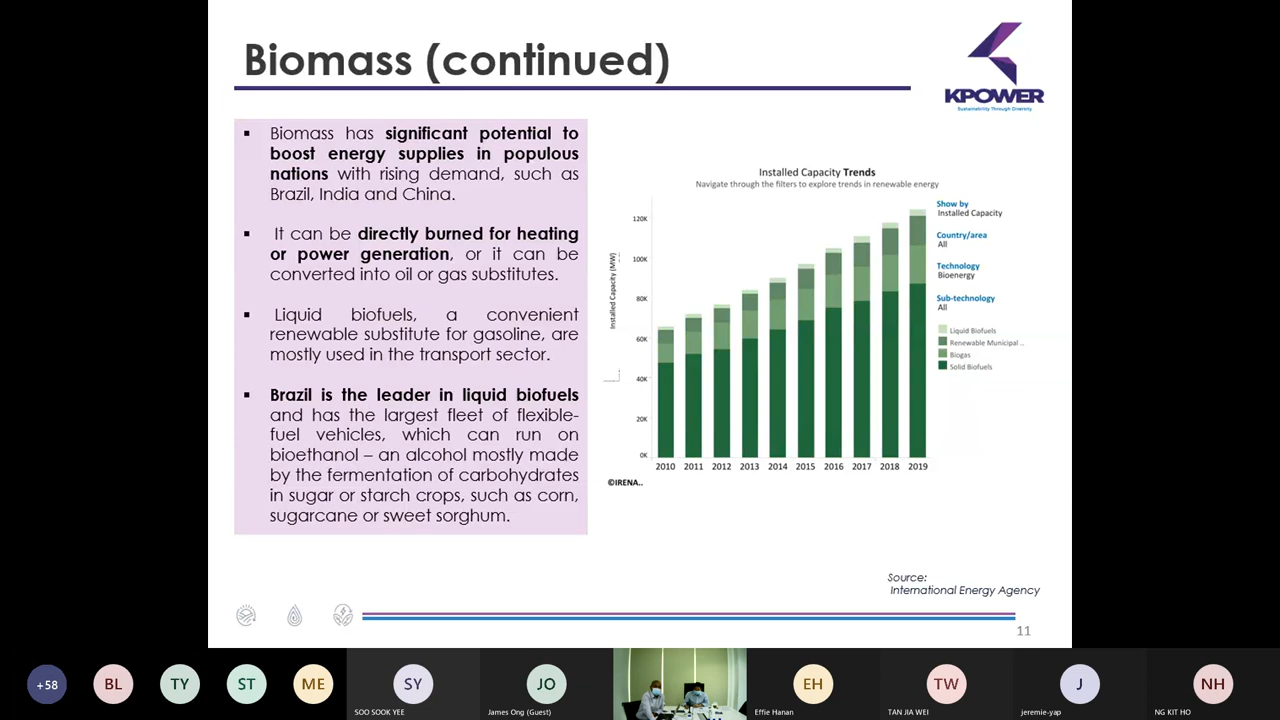 Biomass (continued)
KPOWER
Sustainability Through Diversity
▪ Biomass has significant potential to
boost energy supplies in populous
nations with rising demand, such as
Brazil, India and China.
▪ It can be directly burned for heating
or power generation, or it can be
converted into oil or gas substitutes.
▪ Liquid biofuels, a convenient
renewable substitute for gasoline, are
mostly used in the transport sector.
▪ Brazil is the leader in liquid biofuels
and has the largest fleet of flexible-
fuel vehicles, which can run on
bioethanol – an alcohol mostly made
by the fermentation of carbohydrates
in sugar or starch crops, such as corn,
sugarcane or sweet sorghum.
Installed Capacity Trends
Navigate through the filters to explore trends in renewable energy
Installed Capacity (MW)
120K
100K
80K
60K
40K
20K
0K
2010 2011 2012 2013 2014 2015 2016 2017 2018 2019
©IRENA..
Show by
Installed Capacity
Country/area
All
Technology
Bioenergy
Sub-technology
All
Liquid Biofuels
Renewable Municipal ..
Biogas
Solid Biofuels
Source:
International Energy Agency
11
+58 BL TY ST ME SY JO EH TW J NH
SOO SOOK YEE James Ong (Guest) Effie Hanan TAN JIA WEI jeremie-yap NG KIT HO